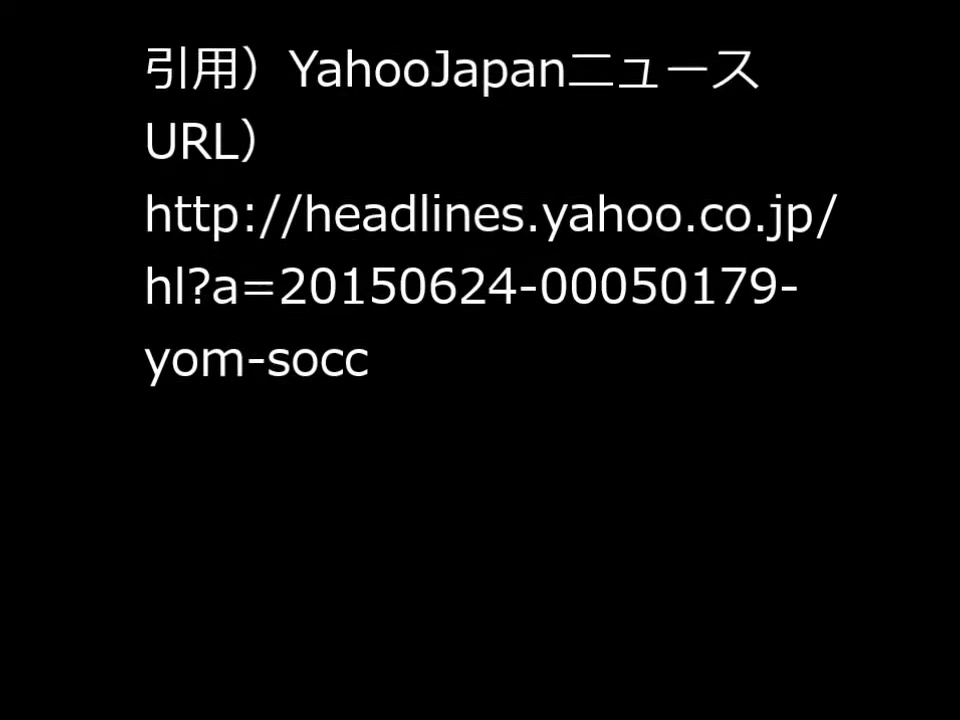 引用）YahooJapanニュース
URL）
http://headlines.yahoo.co.jp/
hl?a=20150624-00050179-
yom-socc